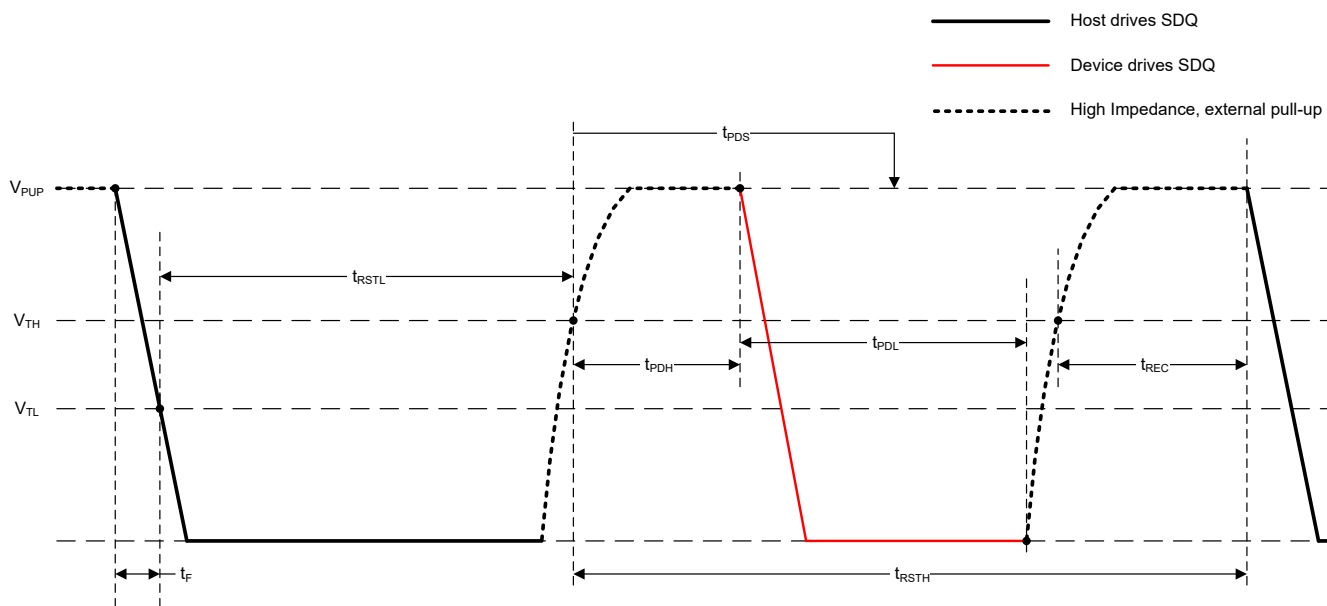 Host drives SDQ
Device drives SDQ
High Impedance, external pull-up
tPDS
VPUP
tRSTL
VTH
tPDL
tPDH
tREC
VTL
tF
tRSTH